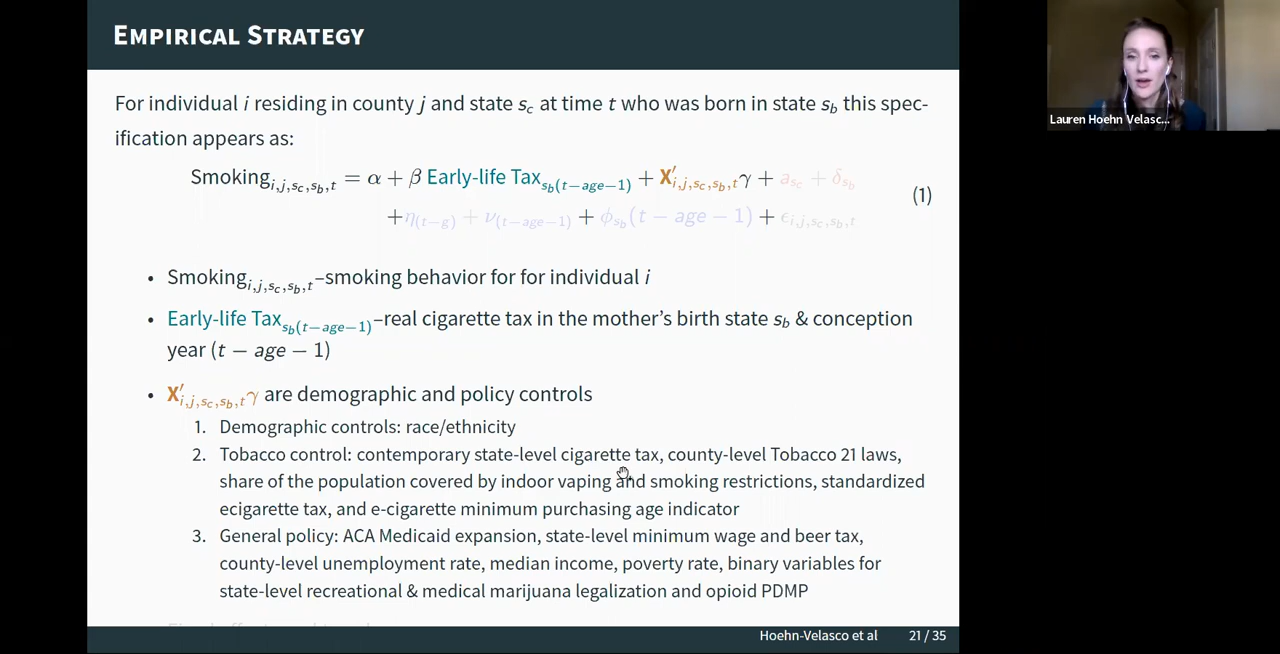 EMPIRICAL STRATEGY
For individual i residing in county j and state s_c at time t who was born in state s_b this spec-
ification appears as:
Smoking_{i,j,s_c,s_b,t} = α + β Early-life Tax_{s_b(t−age−1)} + X′_{i,j,s_c,s_b,t}γ + a_{s_c} + δ_{s_b}
(1)
+η_{(t−g)} + ν_{(t−age−1)} + ϕ_{s_b}(t − age − 1) + ϵ_{i,j,s_c,s_b,t}
• Smoking_{i,j,s_c,s_b,t}–smoking behavior for for individual i
• Early-life Tax_{s_b(t−age−1)}–real cigarette tax in the mother's birth state s_b & conception
year (t − age − 1)
• X′_{i,j,s_c,s_b,t}γ are demographic and policy controls
1. Demographic controls: race/ethnicity
2. Tobacco control: contemporary state-level cigarette tax, county-level Tobacco 21 laws,
share of the population covered by indoor vaping and smoking restrictions, standardized
ecigarette tax, and e-cigarette minimum purchasing age indicator
3. General policy: ACA Medicaid expansion, state-level minimum wage and beer tax,
county-level unemployment rate, median income, poverty rate, binary variables for
state-level recreational & medical marijuana legalization and opioid PDMP
Hoehn-Velasco et al 21 / 35
Lauren Hoehn Velasc...